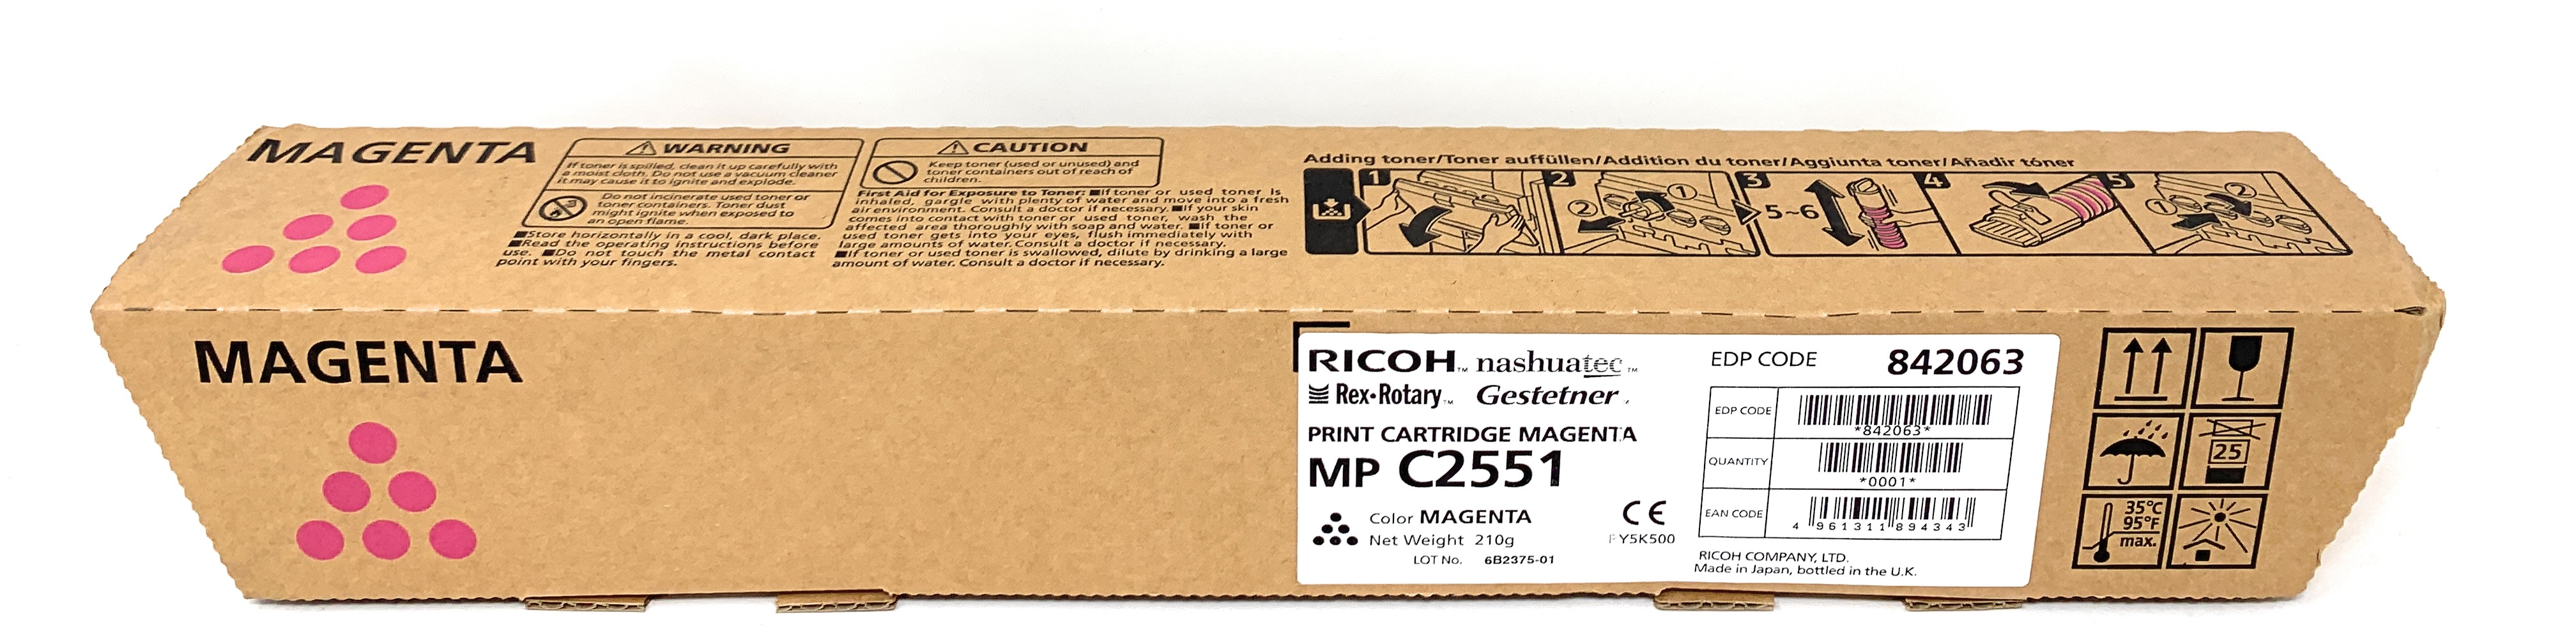 MAGENTA
WARNING
If toner is spilled, clean it up carefully with
a moist cloth. Do not use a vacuum cleaner
it may cause it to ignite and explode.
Do not incinerate used toner or
toner containers. Toner dust
might ignite when exposed to
an open flame.
■Store horizontally in a cool, dark place.
■Read the operating instructions before
use. ■Do not touch the metal contact
point with your fingers.
CAUTION
Keep toner (used or unused) and
toner containers out of reach of
children.
First Aid for Exposure to Toner: ■If toner or used toner is
inhaled, gargle with plenty of water and move into a fresh
air environment. Consult a doctor if necessary. ■If your skin
comes into contact with toner or used toner, wash the
affected area thoroughly with soap and water. ■If toner or
used toner gets into your eyes, flush immediately with
large amounts of water. Consult a doctor if necessary.
■If toner or used toner is swallowed, dilute by drinking a large
amount of water. Consult a doctor if necessary.
Adding toner/Toner auffüllen/Addition du toner/Aggiunta toner/Añadir tóner
1 2 3 4 5
① ②
5~6
① ②
MAGENTA
RICOH™ nashuatec™
Rex·Rotary™ Gestetner
PRINT CARTRIDGE MAGENTA
MP C2551
Color MAGENTA
Net Weight 210g
LOT No. 6B2375-01
CE
Y5K500
EDP CODE 842063
EDP CODE
*842063*
QUANTITY
*0001*
EAN CODE
4 961311 894343
RICOH COMPANY, LTD.
Made in Japan, bottled in the U.K.
25
35°C
95°F
max.